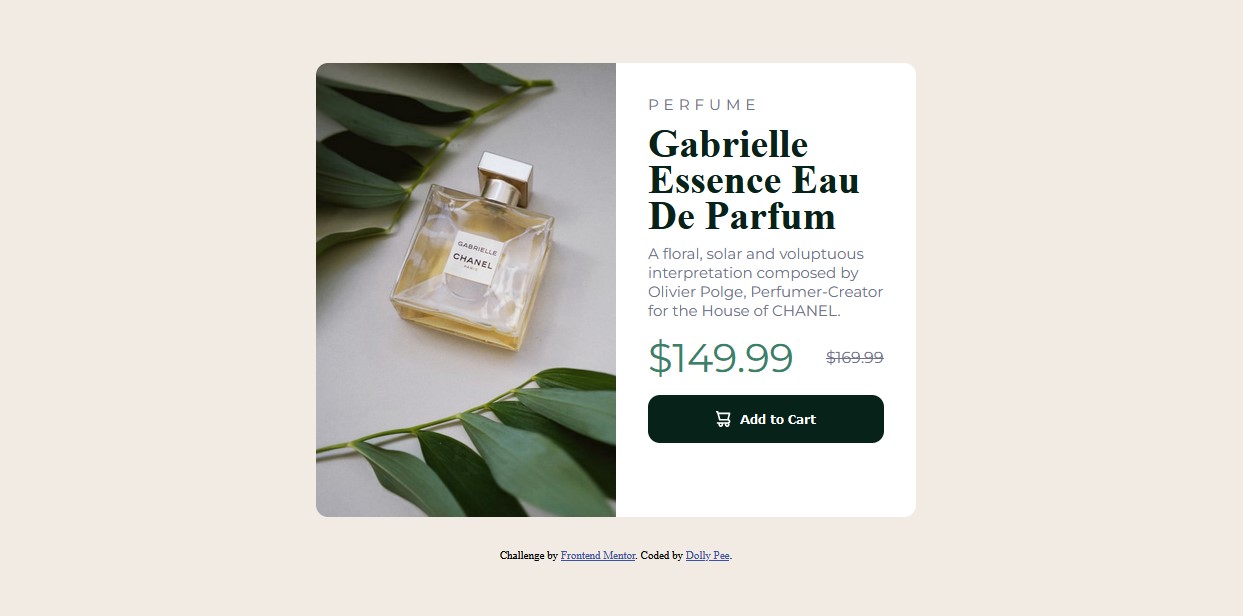 PERFUME
Gabrielle
Essence Eau
De Parfum
A floral, solar and voluptuous
interpretation composed by
Olivier Polge, Perfumer-Creator
for the House of CHANEL.
$149.99 $169.99
Add to Cart
GABRIELLE
CHANEL
PARIS
Challenge by Frontend Mentor. Coded by Dolly Pee.